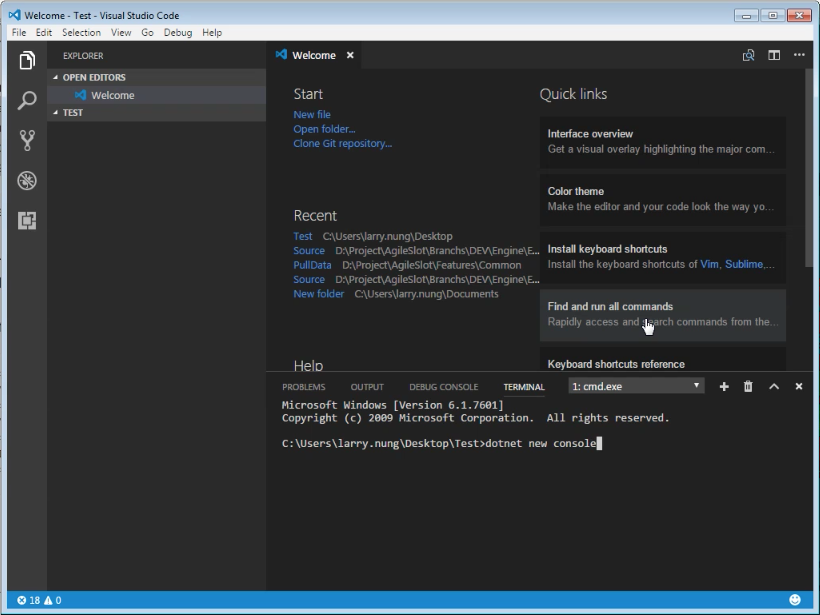 Welcome - Test - Visual Studio Code
File Edit Selection View Go Debug Help
EXPLORER
OPEN EDITORS
Welcome
TEST
Welcome
Start
New file
Open folder...
Clone Git repository...
Recent
Test C:\Users\larry.nung\Desktop
Source D:\Project\AgileSlot\Branchs\DEV\Engine\E...
PullData D:\Project\AgileSlot\Features\Common
Source D:\Project\AgileSlot\Branchs\DEV\Engine\E...
New folder C:\Users\larry.nung\Documents
Help
Quick links
Interface overview
Get a visual overlay highlighting the major com...
Color theme
Make the editor and your code look the way yo...
Install keyboard shortcuts
Install the keyboard shortcuts of Vim, Sublime,...
Find and run all commands
Rapidly access and search commands from the...
Keyboard shortcuts reference
PROBLEMS OUTPUT DEBUG CONSOLE TERMINAL 1: cmd.exe
Microsoft Windows [Version 6.1.7601]
Copyright (c) 2009 Microsoft Corporation. All rights reserved.
C:\Users\larry.nung\Desktop\Test>dotnet new console
18 0